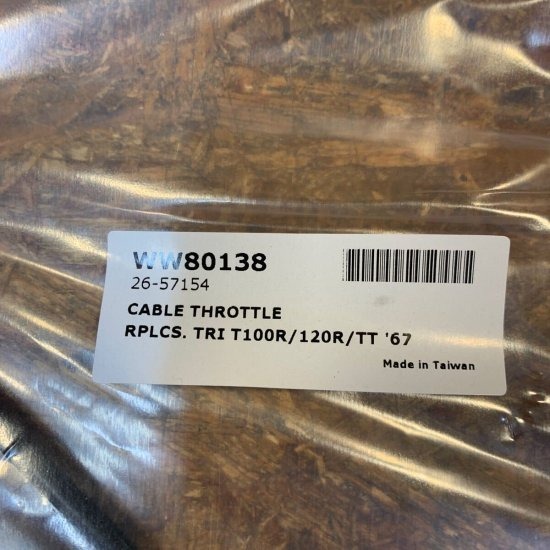 WW80138
26-57154
CABLE THROTTLE
RPLCS. TRI T100R/120R/TT '67
Made in Taiwan